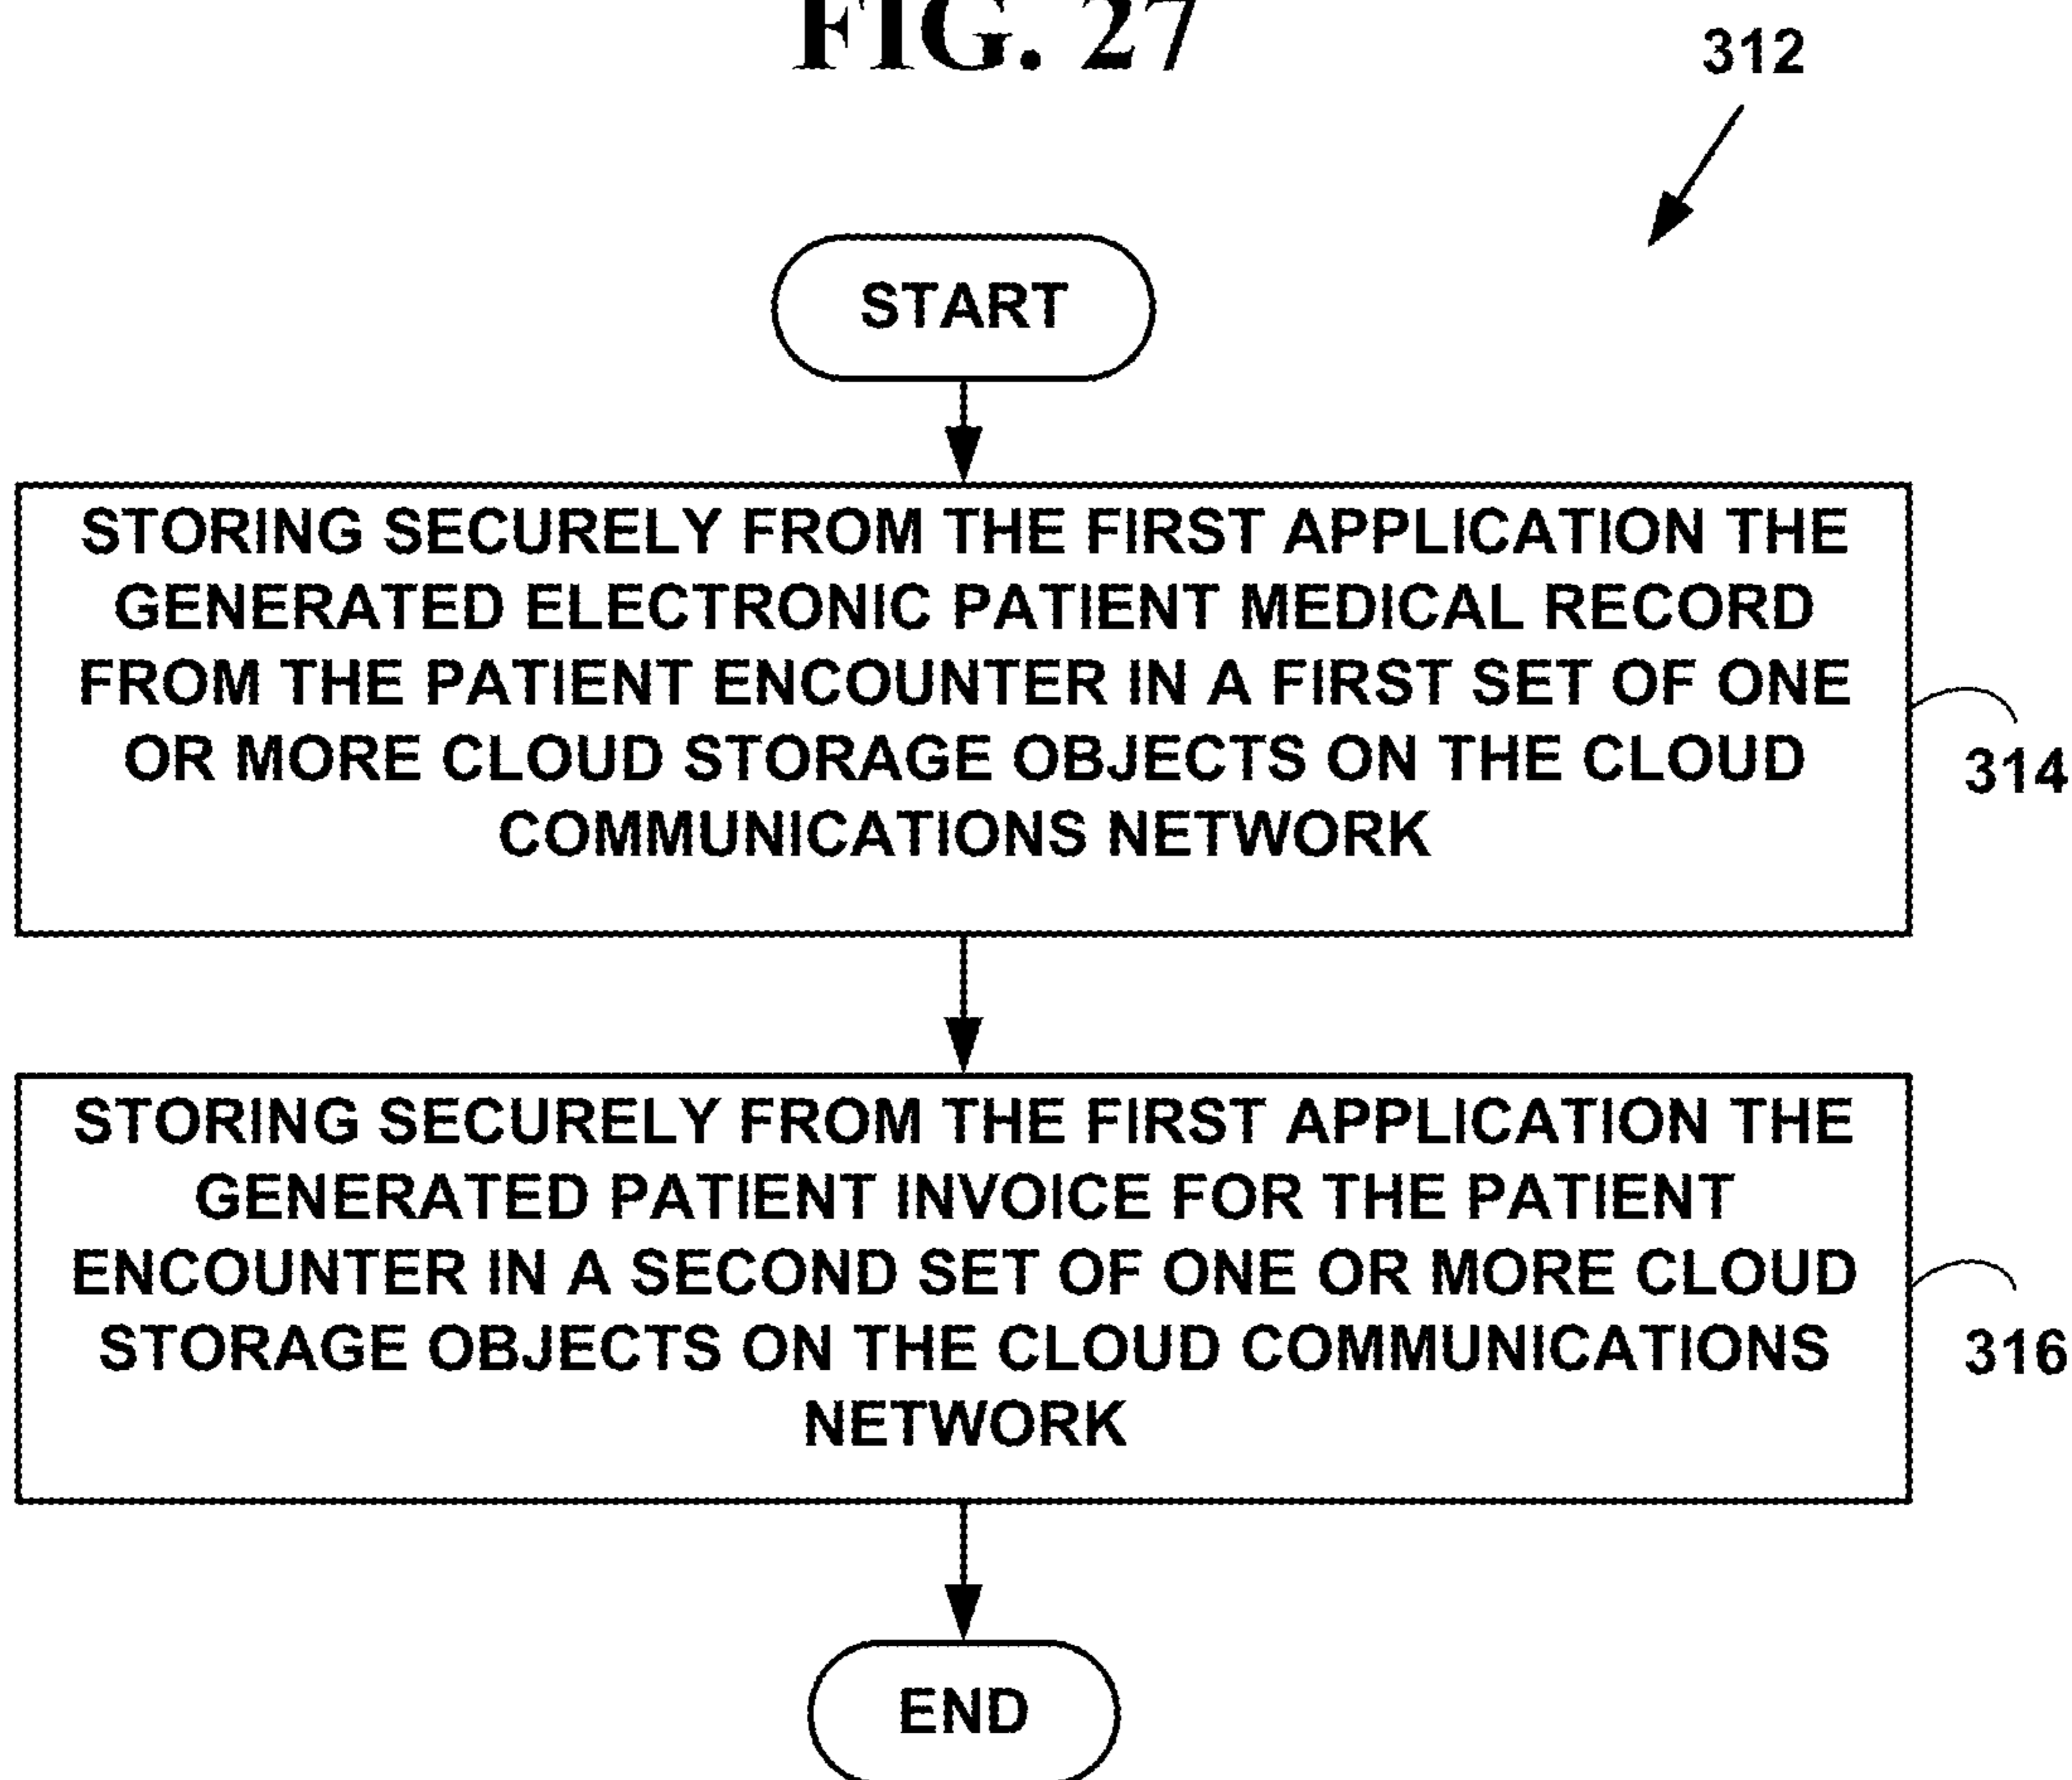 FIG. 27
312
START
STORING SECURELY FROM THE FIRST APPLICATION THE
GENERATED ELECTRONIC PATIENT MEDICAL RECORD
FROM THE PATIENT ENCOUNTER IN A FIRST SET OF ONE
OR MORE CLOUD STORAGE OBJECTS ON THE CLOUD
COMMUNICATIONS NETWORK
314
STORING SECURELY FROM THE FIRST APPLICATION THE
GENERATED PATIENT INVOICE FOR THE PATIENT
ENCOUNTER IN A SECOND SET OF ONE OR MORE CLOUD
STORAGE OBJECTS ON THE CLOUD COMMUNICATIONS
NETWORK
316
END